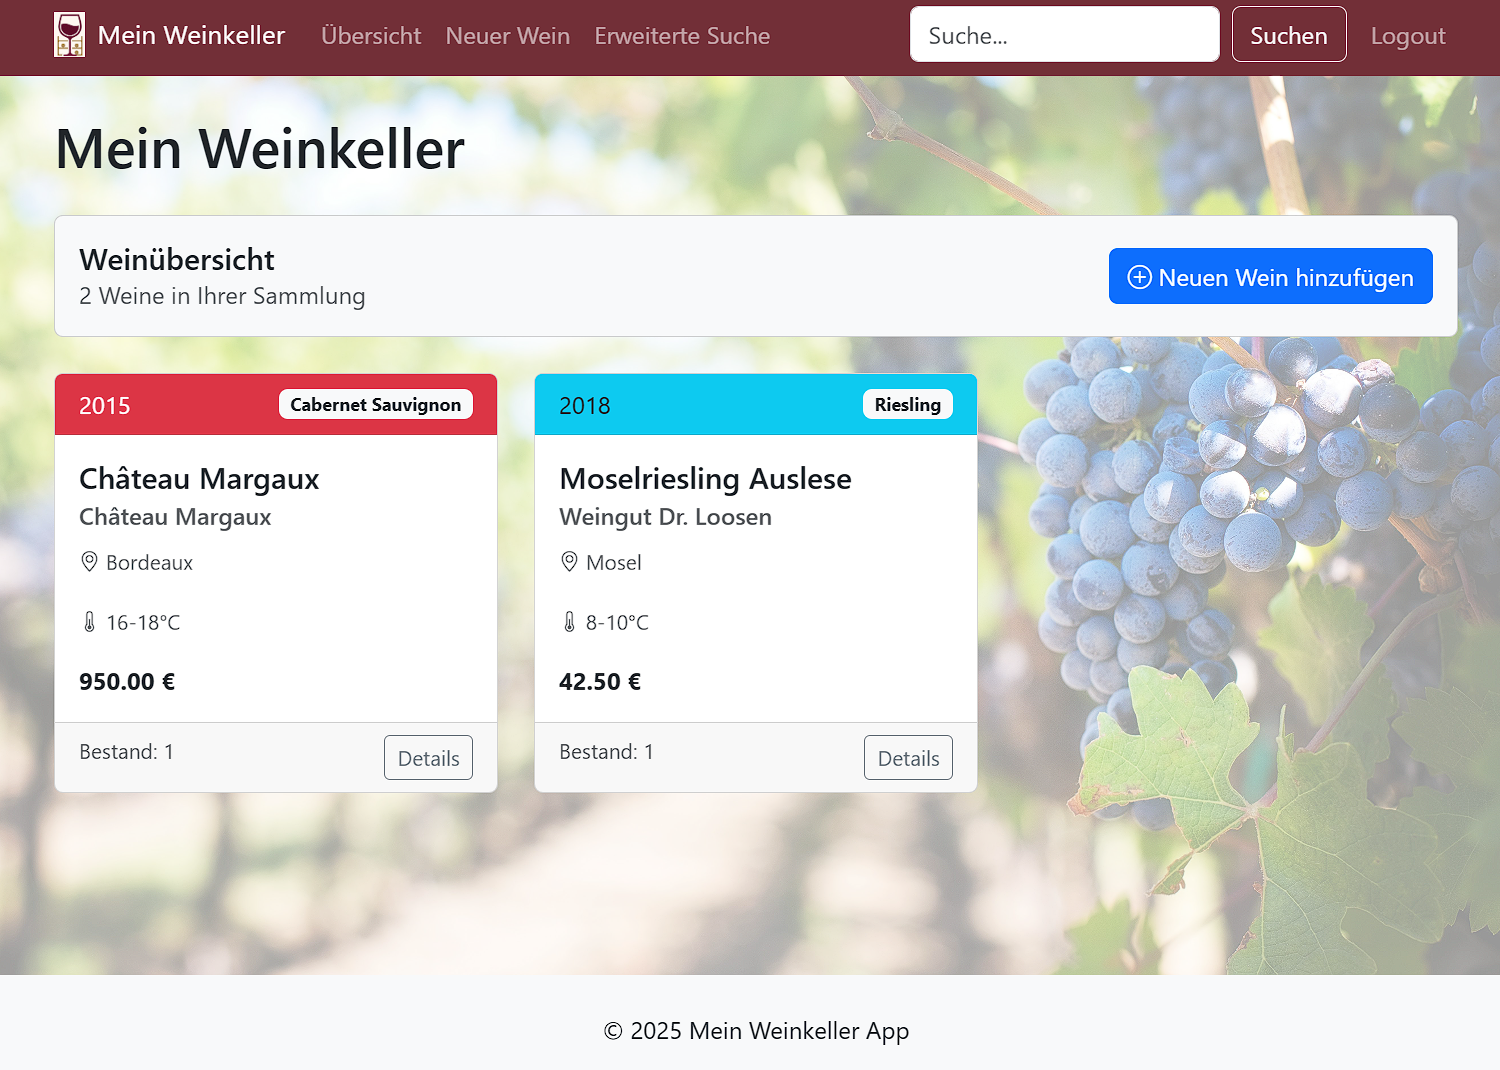 Mein Weinkeller
Übersicht
Neuer Wein
Erweiterte Suche
Suche...
Suchen
Logout
Mein Weinkeller
Weinübersicht
2 Weine in Ihrer Sammlung
Neuen Wein hinzufügen
2015
Cabernet Sauvignon
Château Margaux
Château Margaux
Bordeaux
16-18°C
950.00 €
Bestand: 1
Details
2018
Riesling
Moselriesling Auslese
Weingut Dr. Loosen
Mosel
8-10°C
42.50 €
Bestand: 1
Details
© 2025 Mein Weinkeller App